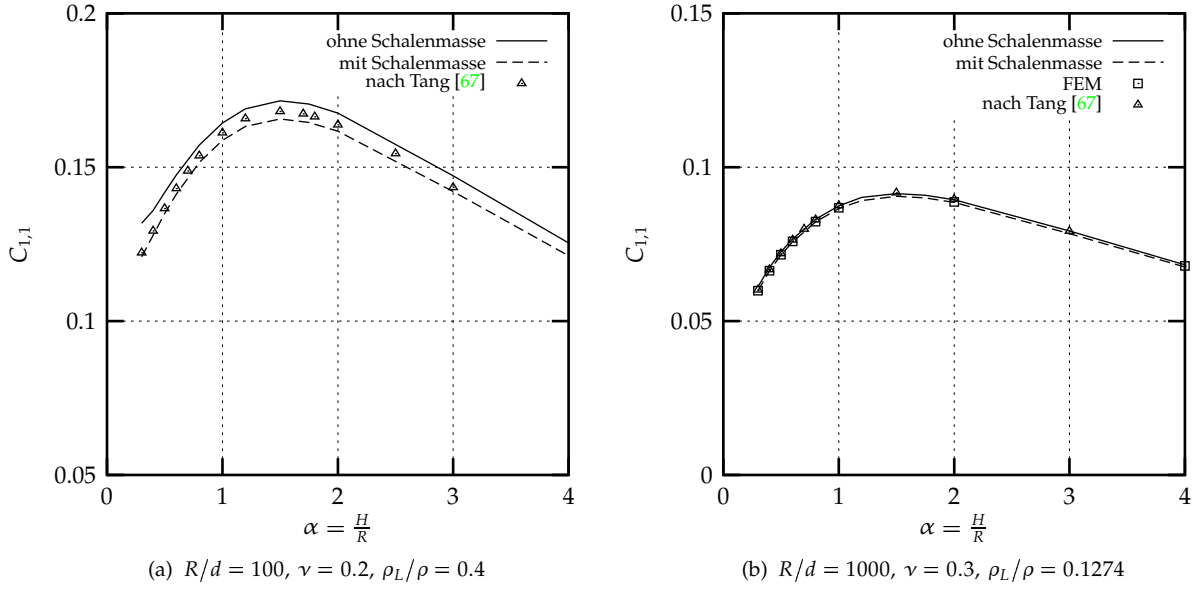 0.2
0.15
0.1
0.05
0
1
2
3
4
C1,1
α = H/R
ohne Schalenmasse
mit Schalenmasse
nach Tang [67]
(a) R/d = 100, ν = 0.2, ρL/ρ = 0.4
0.15
0.1
0.05
0
0
1
2
3
4
C1,1
α = H/R
ohne Schalenmasse
mit Schalenmasse
FEM
nach Tang [67]
(b) R/d = 1000, ν = 0.3, ρL/ρ = 0.1274